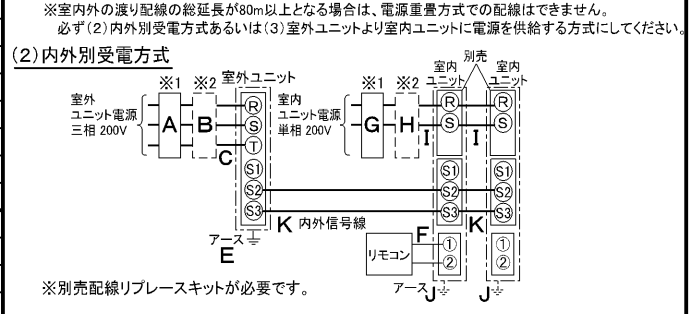 ※室内外の渡り配線の総延長が80m以上となる場合は、電源重畳方式での配線はできません。
必ず(2)内外別受電方式あるいは(3)室外ユニットより室内ユニットに電源を供給する方式にしてください。
(2)内外別受電方式
別売
※1 ※2 室外ユニット
※1 ※2 室内ユニット 室内ユニット
室外
ユニット電源
三相 200V
A B C
R
S
T
S1
S2
S3
室内
ユニット電源
単相 200V
G H I I
R
S
S1
S2
S3
R
S
S1
S2
S3
K 内外信号線
K
アース
E
リモコン
F
①
②
①
②
アース J
J
※別売配線リプレースキットが必要です。